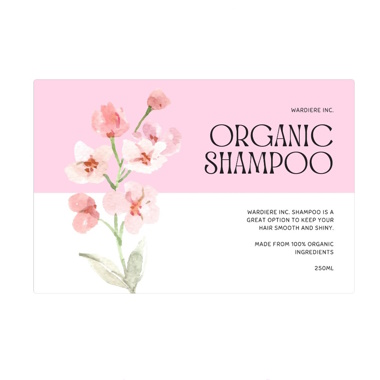 WARDIERE INC.
ORGANIC
SHAMPOO
WARDIERE INC. SHAMPOO IS A
GREAT OPTION TO KEEP YOUR
HAIR SMOOTH AND SHINY.
MADE FROM 100% ORGANIC
INGREDIENTS
250ML